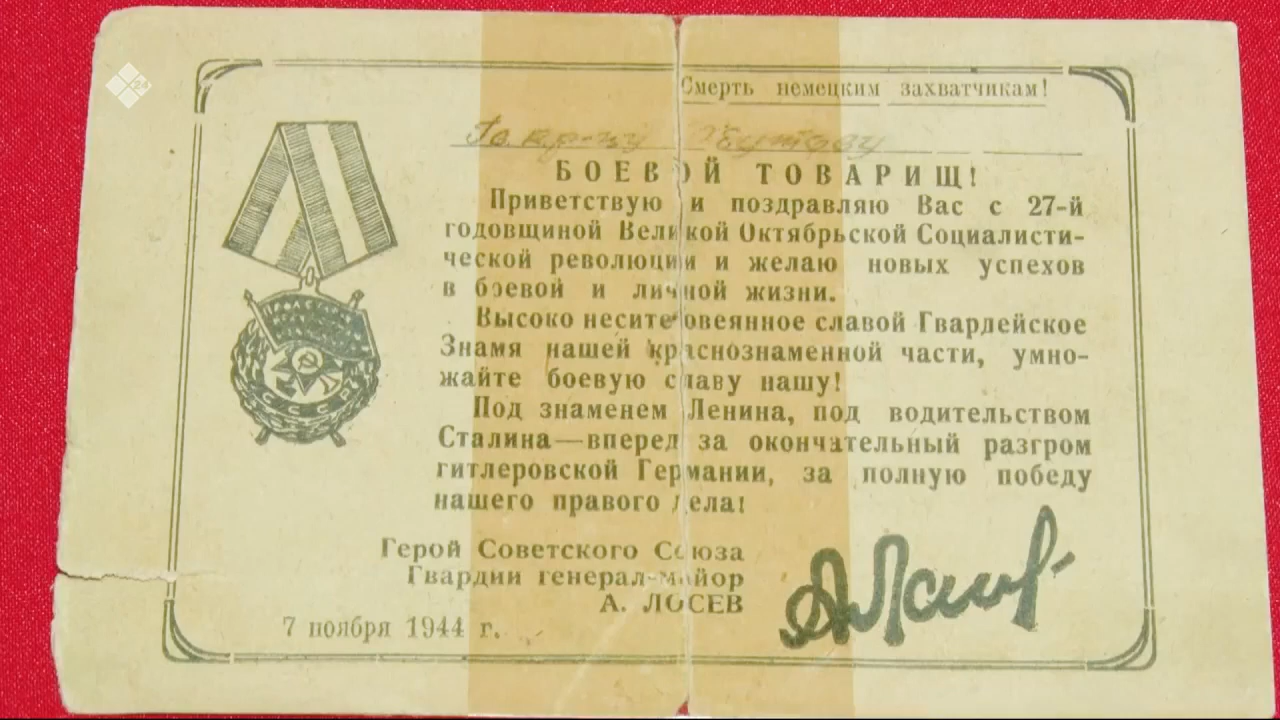 Смерть немецким захватчикам!
БОЕВОЙ ТОВАРИЩ!
Приветствую и поздравляю Вас с 27-й
годовщиной Великой Октябрьской Социалисти-
ческой революции и желаю новых успехов
в боевой и личной жизни.
Высоко несите овеянное славой Гвардейское
Знамя нашей краснознаменной части, умно-
жайте боевую славу нашу!
Под знаменем Ленина, под водительством
Сталина—вперед за окончательный разгром
гитлеровской Германии, за полную победу
нашего правого дела!
Герой Советского Союза
Гвардии генерал-майор
А. ЛОСЕВ
7 ноября 1944 г.
СССР
А Лосев
24